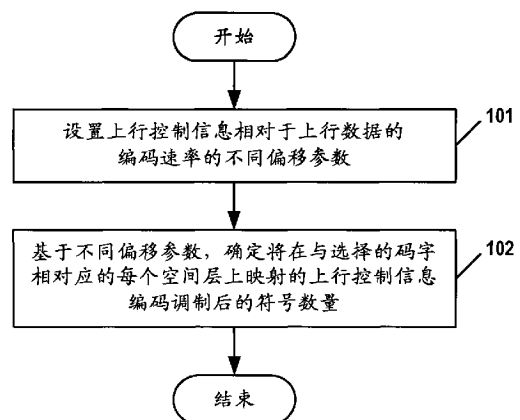 开始
设置上行控制信息相对于上行数据的
编码速率的不同偏移参数
101
基于不同偏移参数，确定将在与选择的码字
相对应的每个空间层上映射的上行控制信息
编码调制后的符号数量
102
结束